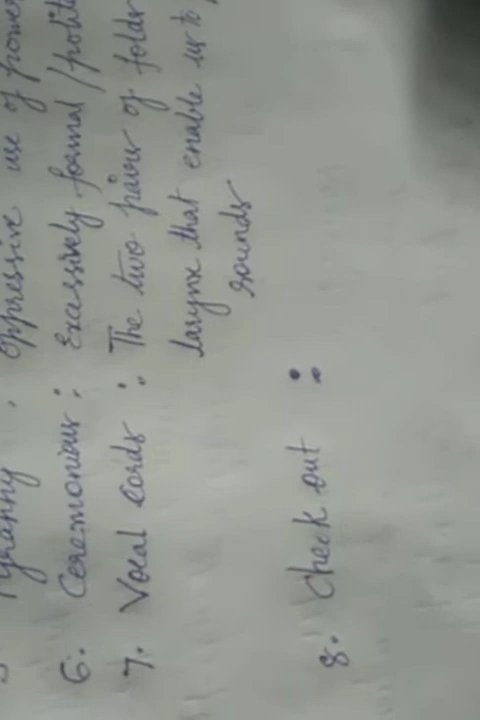 Tyranny : Oppressive use of power
6. Ceremonious : Excessively formal/polite
7. Vocal Cords : The two pairs of folds
larynx that enable us to
sounds
8. Check out :